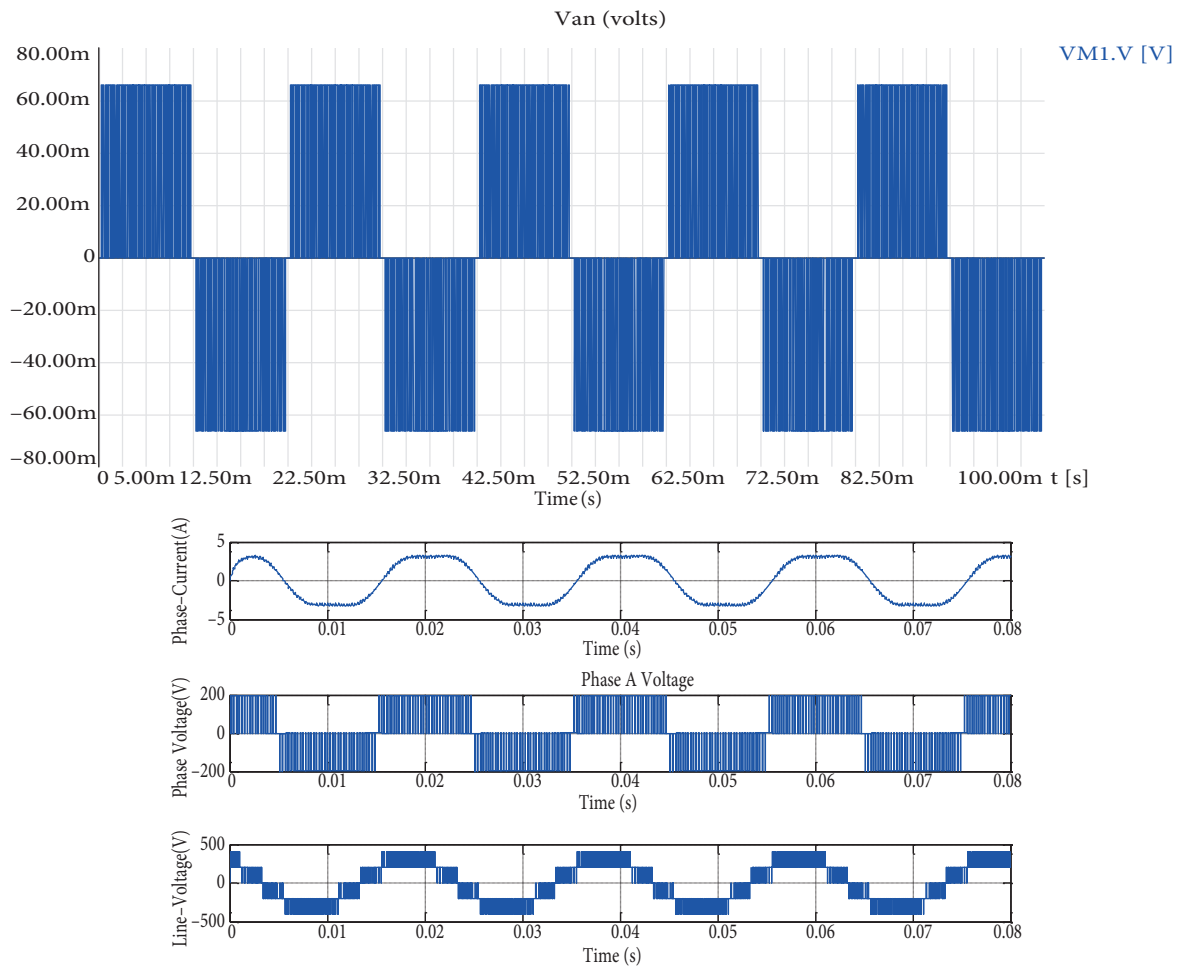 Van (volts)
VM1.V [V]
80.00m
60.00m
40.00m
20.00m
0
−20.00m
−40.00m
−60.00m
−80.00m
0 5.00m 12.50m 22.50m 32.50m 42.50m 52.50m 62.50m 72.50m 82.50m 100.00m t [s]
Time (s)
Phase-Current(A)
5
0
−5
0 0.01 0.02 0.03 0.04 0.05 0.06 0.07 0.08
Time (s)
Phase A Voltage
Phase Voltage(V)
200
0
−200
0 0.01 0.02 0.03 0.04 0.05 0.06 0.07 0.08
Time (s)
Line-Voltage(V)
500
0
−500
0 0.01 0.02 0.03 0.04 0.05 0.06 0.07 0.08
Time (s)